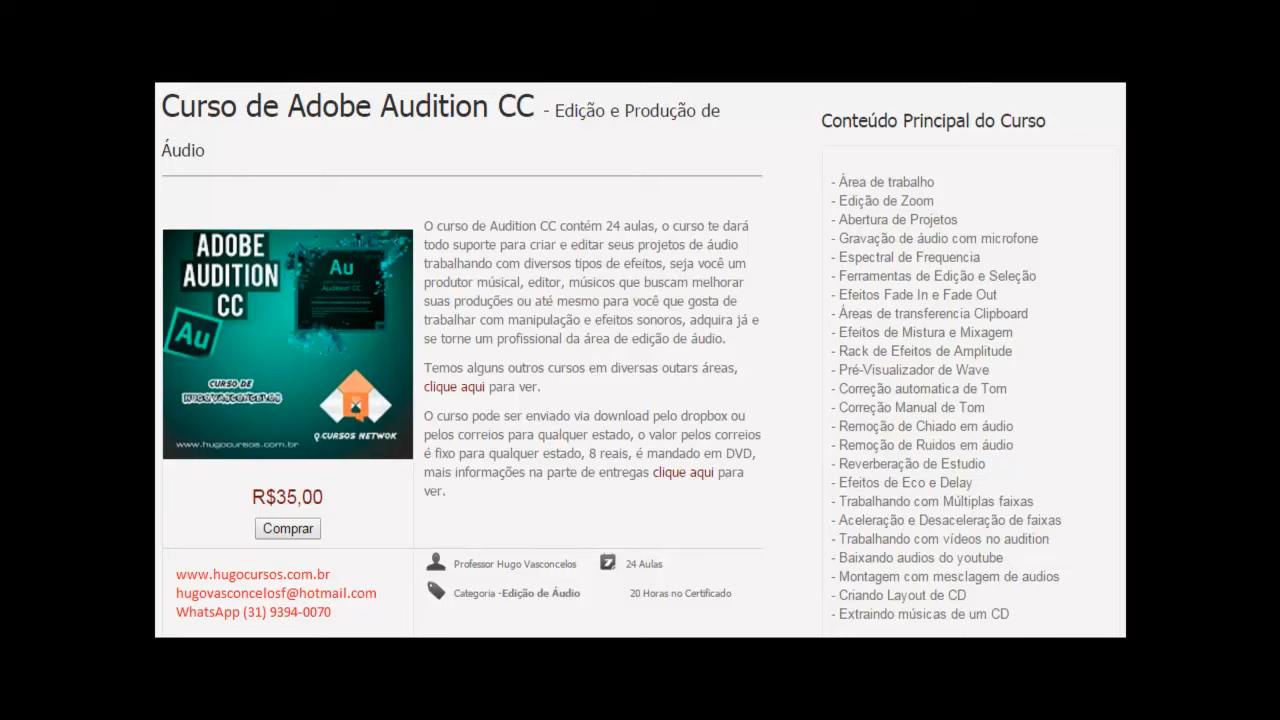 Curso de Adobe Audition CC - Edição e Produção de
Áudio
ADOBE
AUDITION
CC
Au
Au
Audition CC
CURSO DE
HUGOVASCONCELOS
Q CURSOS NETWOK
www.hugocursos.com.br
R$35,00
Comprar
www.hugocursos.com.br
hugovasconcelosf@hotmail.com
WhatsApp (31) 9394-0070
O curso de Audition CC contém 24 aulas, o curso te dará
todo suporte para criar e editar seus projetos de áudio
trabalhando com diversos tipos de efeitos, seja você um
produtor músical, editor, músicos que buscam melhorar
suas produções ou até mesmo para você que gosta de
trabalhar com manipulação e efeitos sonoros, adquira já e
se torne um profissional da área de edição de áudio.
Temos alguns outros cursos em diversas outars áreas,
clique aqui para ver.
O curso pode ser enviado via download pelo dropbox ou
pelos correios para qualquer estado, o valor pelos correios
é fixo para qualquer estado, 8 reais, é mandado em DVD,
mais informações na parte de entregas clique aqui para
ver.
Professor Hugo Vasconcelos
24 Aulas
Categoria -Edição de Áudio
20 Horas no Certificado
Conteúdo Principal do Curso
- Área de trabalho
- Edição de Zoom
- Abertura de Projetos
- Gravação de áudio com microfone
- Espectral de Frequencia
- Ferramentas de Edição e Seleção
- Efeitos Fade In e Fade Out
- Áreas de transferencia Clipboard
- Efeitos de Mistura e Mixagem
- Rack de Efeitos de Amplitude
- Pré-Visualizador de Wave
- Correção automatica de Tom
- Correção Manual de Tom
- Remoção de Chiado em áudio
- Remoção de Ruidos em áudio
- Reverberação de Estudio
- Efeitos de Eco e Delay
- Trabalhando com Múltiplas faixas
- Aceleração e Desaceleração de faixas
- Trabalhando com vídeos no audition
- Baixando audios do youtube
- Montagem com mesclagem de audios
- Criando Layout de CD
- Extraindo músicas de um CD